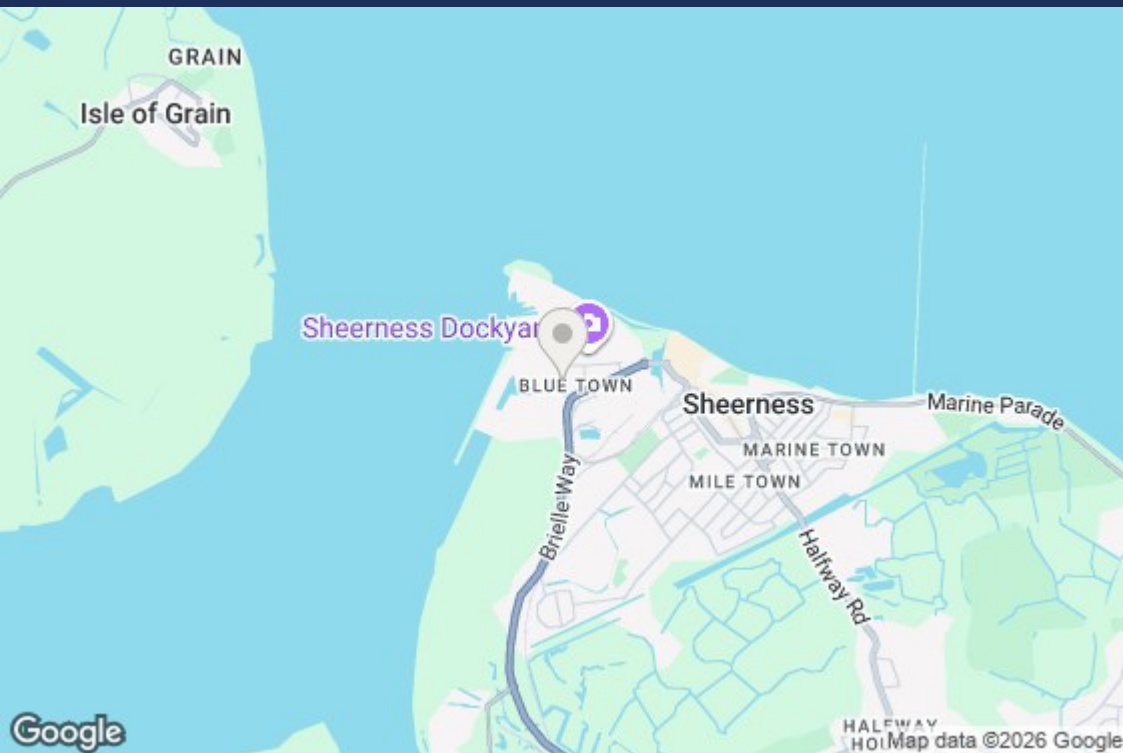 GRAIN
Isle of Grain
Sheerness Dockyar
BLUE TOWN
Sheerness
Marine Parade
MARINE TOWN
MILE TOWN
Brielle Way
Halfway Rd
HALFWAY
Google
Map data ©2026 Google